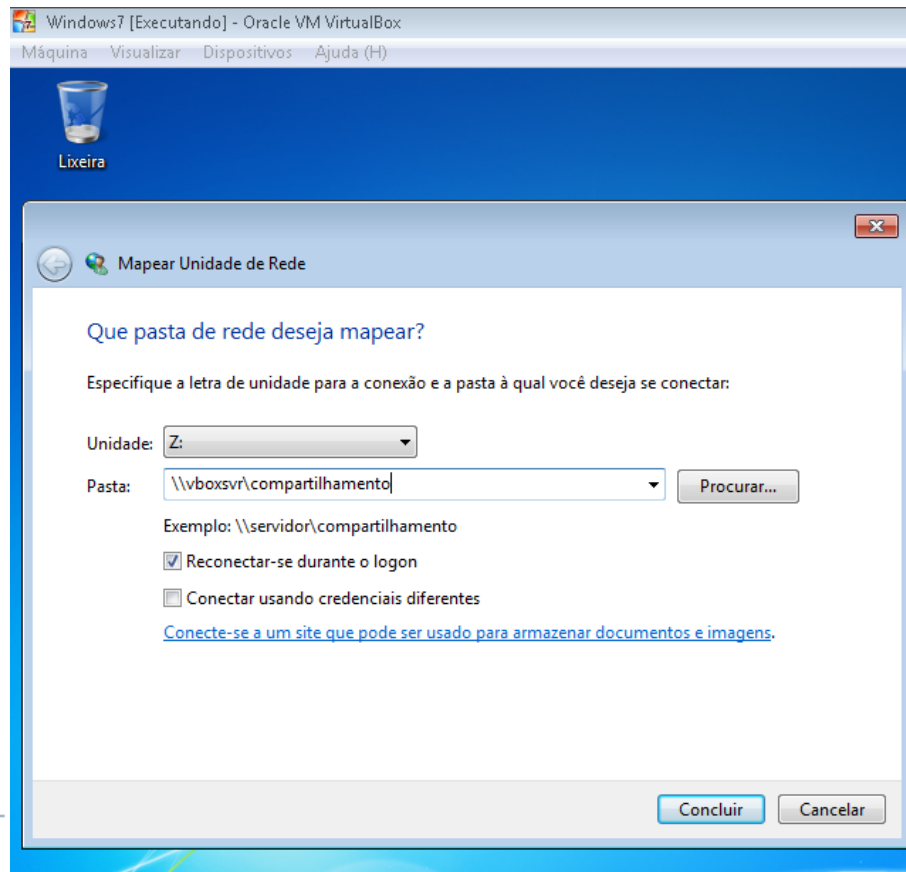 Windows7 [Executando] - Oracle VM VirtualBox
Máquina Visualizar Dispositivos Ajuda (H)
Lixeira
Mapear Unidade de Rede
Que pasta de rede deseja mapear?
Especifique a letra de unidade para a conexão e a pasta à qual você deseja se conectar:
Unidade: Z:
Pasta: \\vboxsvr\compartilhamento Procurar...
Exemplo: \\servidor\compartilhamento
Reconectar-se durante o logon
Conectar usando credenciais diferentes
Conecte-se a um site que pode ser usado para armazenar documentos e imagens.
Concluir Cancelar